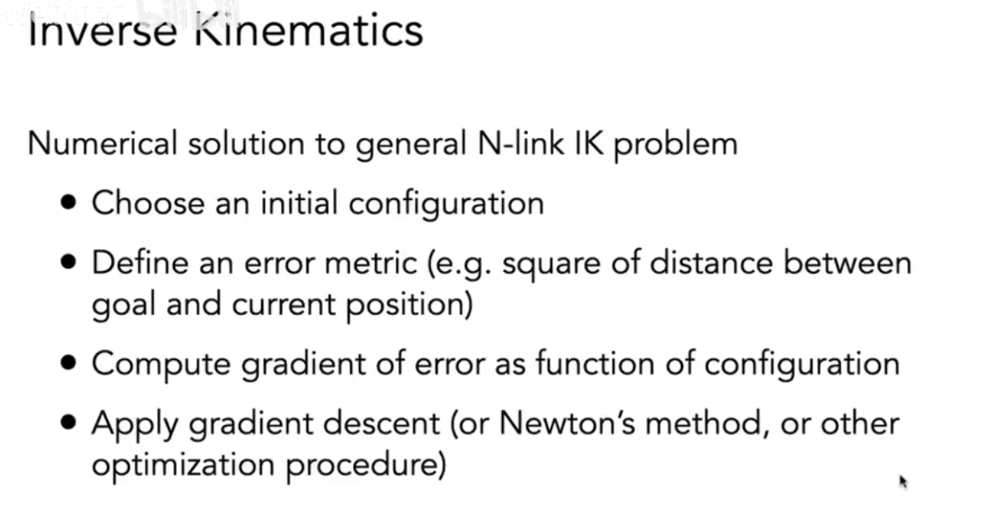 Inverse Kinematics
Numerical solution to general N-link IK problem
• Choose an initial configuration
• Define an error metric (e.g. square of distance between
goal and current position)
• Compute gradient of error as function of configuration
• Apply gradient descent (or Newton’s method, or other
optimization procedure)